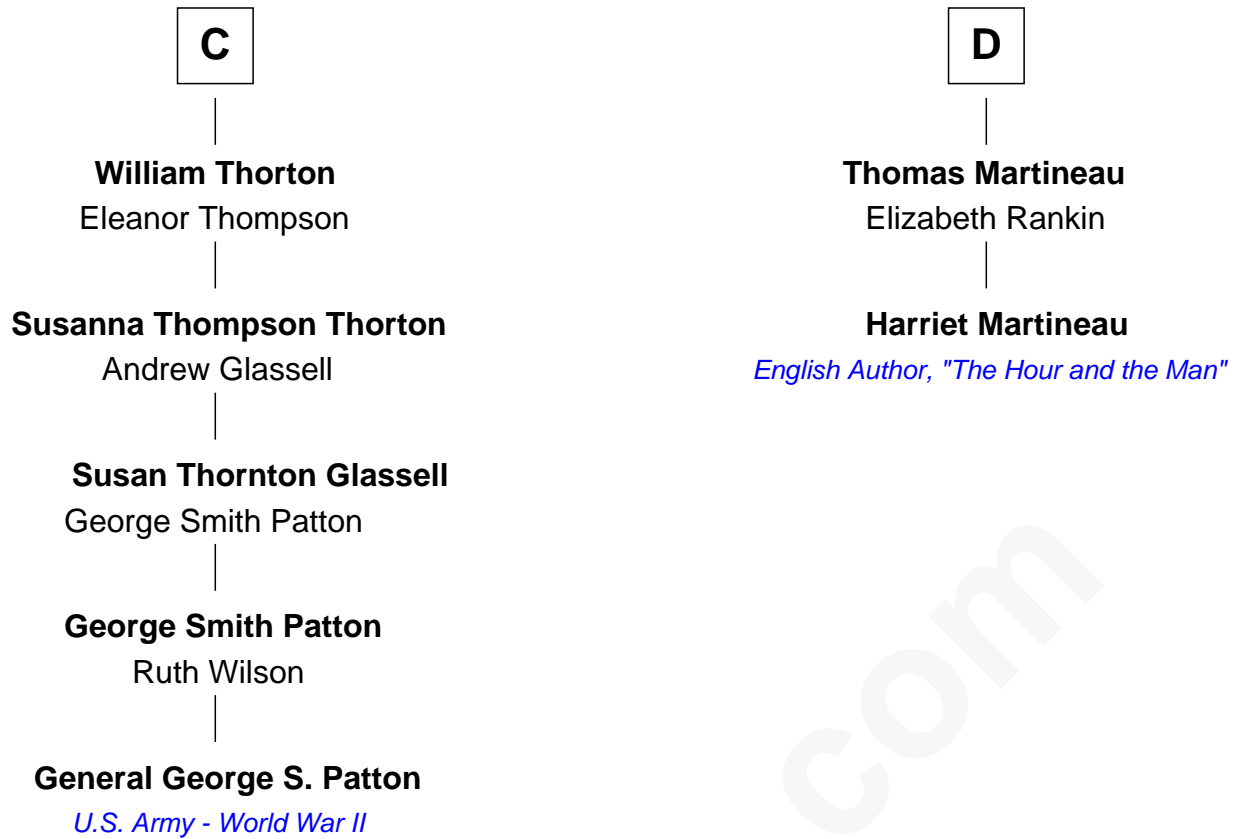 C
William Thorton
Eleanor Thompson
Susanna Thompson Thorton
Andrew Glassell
Susan Thornton Glassell
George Smith Patton
George Smith Patton
Ruth Wilson
General George S. Patton
U.S. Army - World War II
D
Thomas Martineau
Elizabeth Rankin
Harriet Martineau
English Author, "The Hour and the Man"
com